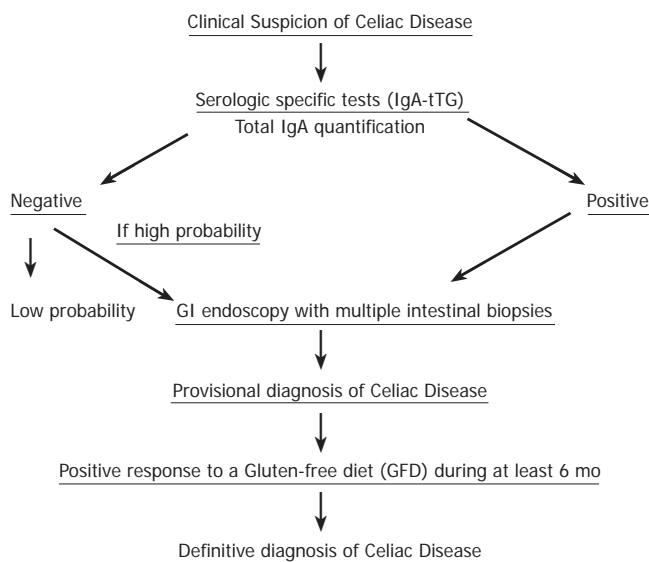 Clinical Suspicion of Celiac Disease
Serologic specific tests (IgA-tTG)
Total IgA quantification
Negative
Positive
If high probability
Low probability
GI endoscopy with multiple intestinal biopsies
Provisional diagnosis of Celiac Disease
Positive response to a Gluten-free diet (GFD) during at least 6 mo
Definitive diagnosis of Celiac Disease